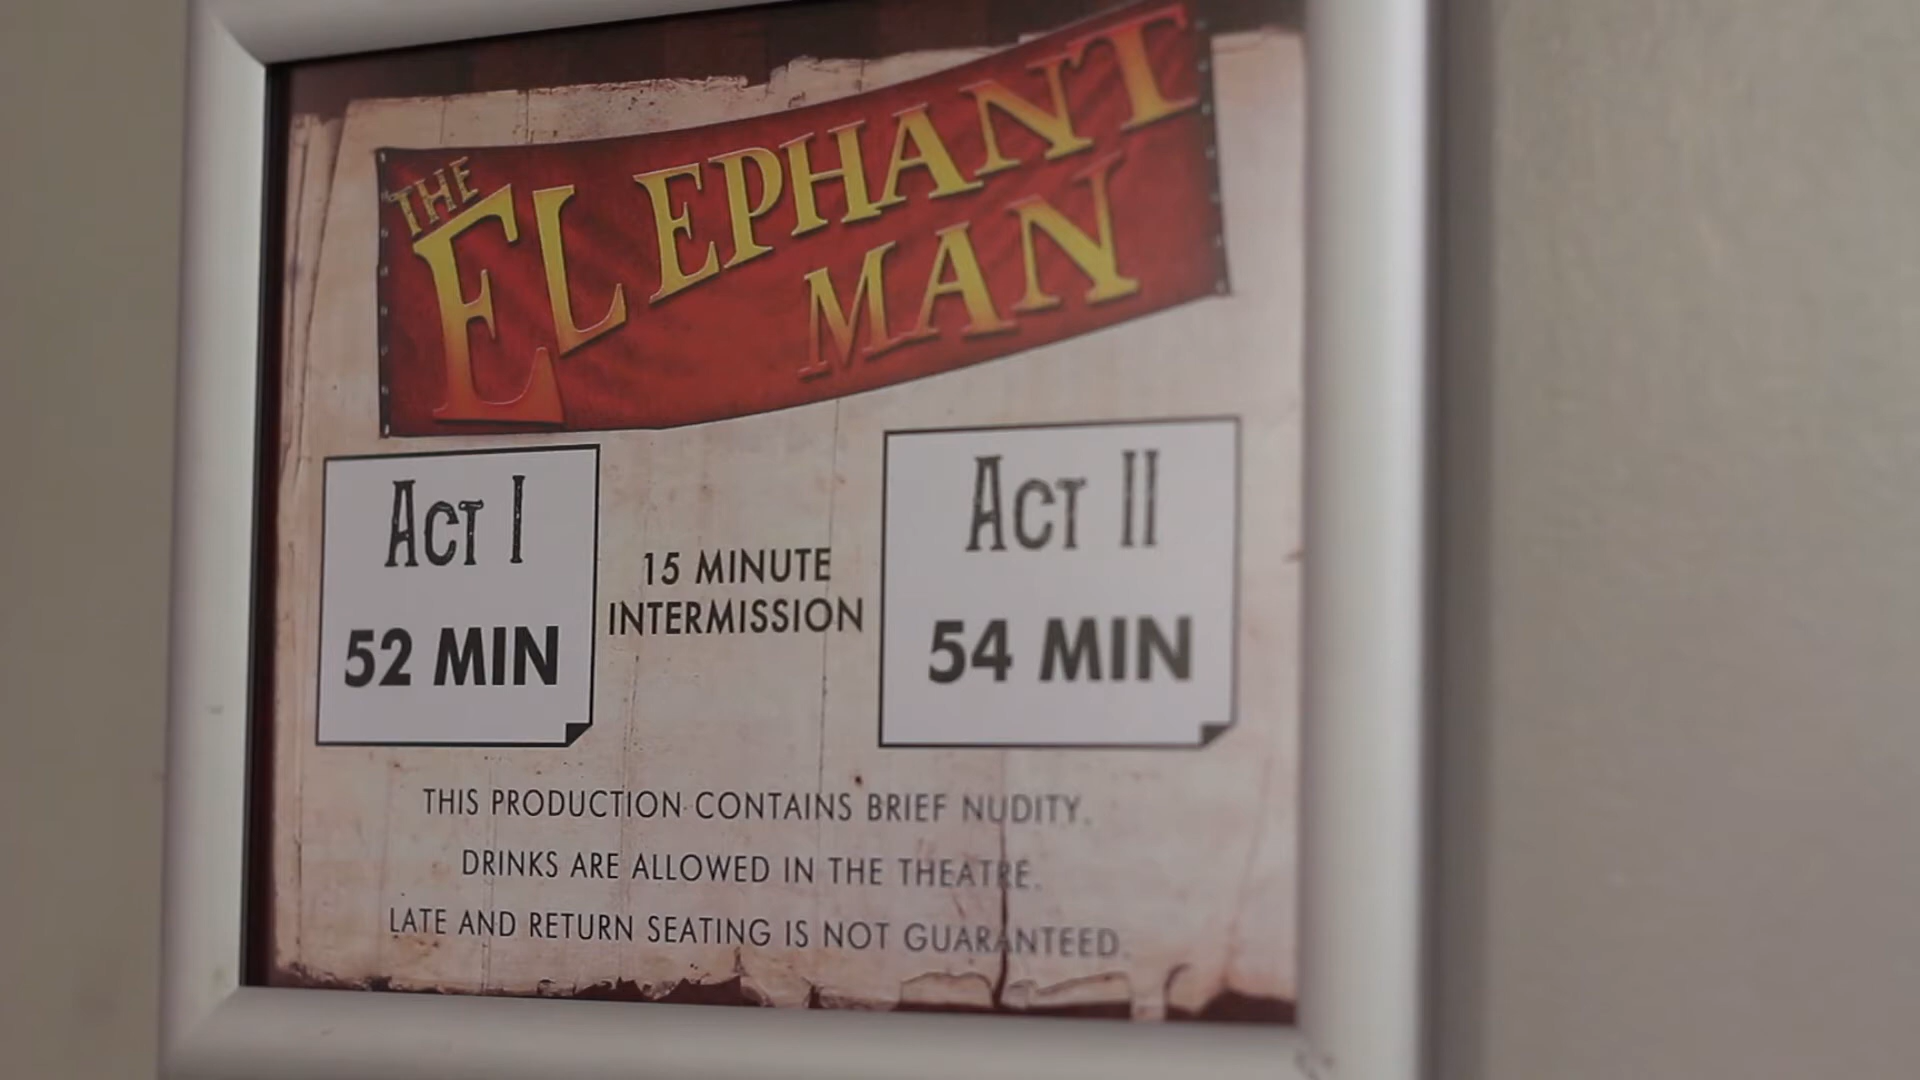 THE
ELEPHANT
MAN
ACT I
52 MIN
15 MINUTE
INTERMISSION
ACT II
54 MIN
THIS PRODUCTION CONTAINS BRIEF NUDITY.
DRINKS ARE ALLOWED IN THE THEATRE.
LATE AND RETURN SEATING IS NOT GUARANTEED.